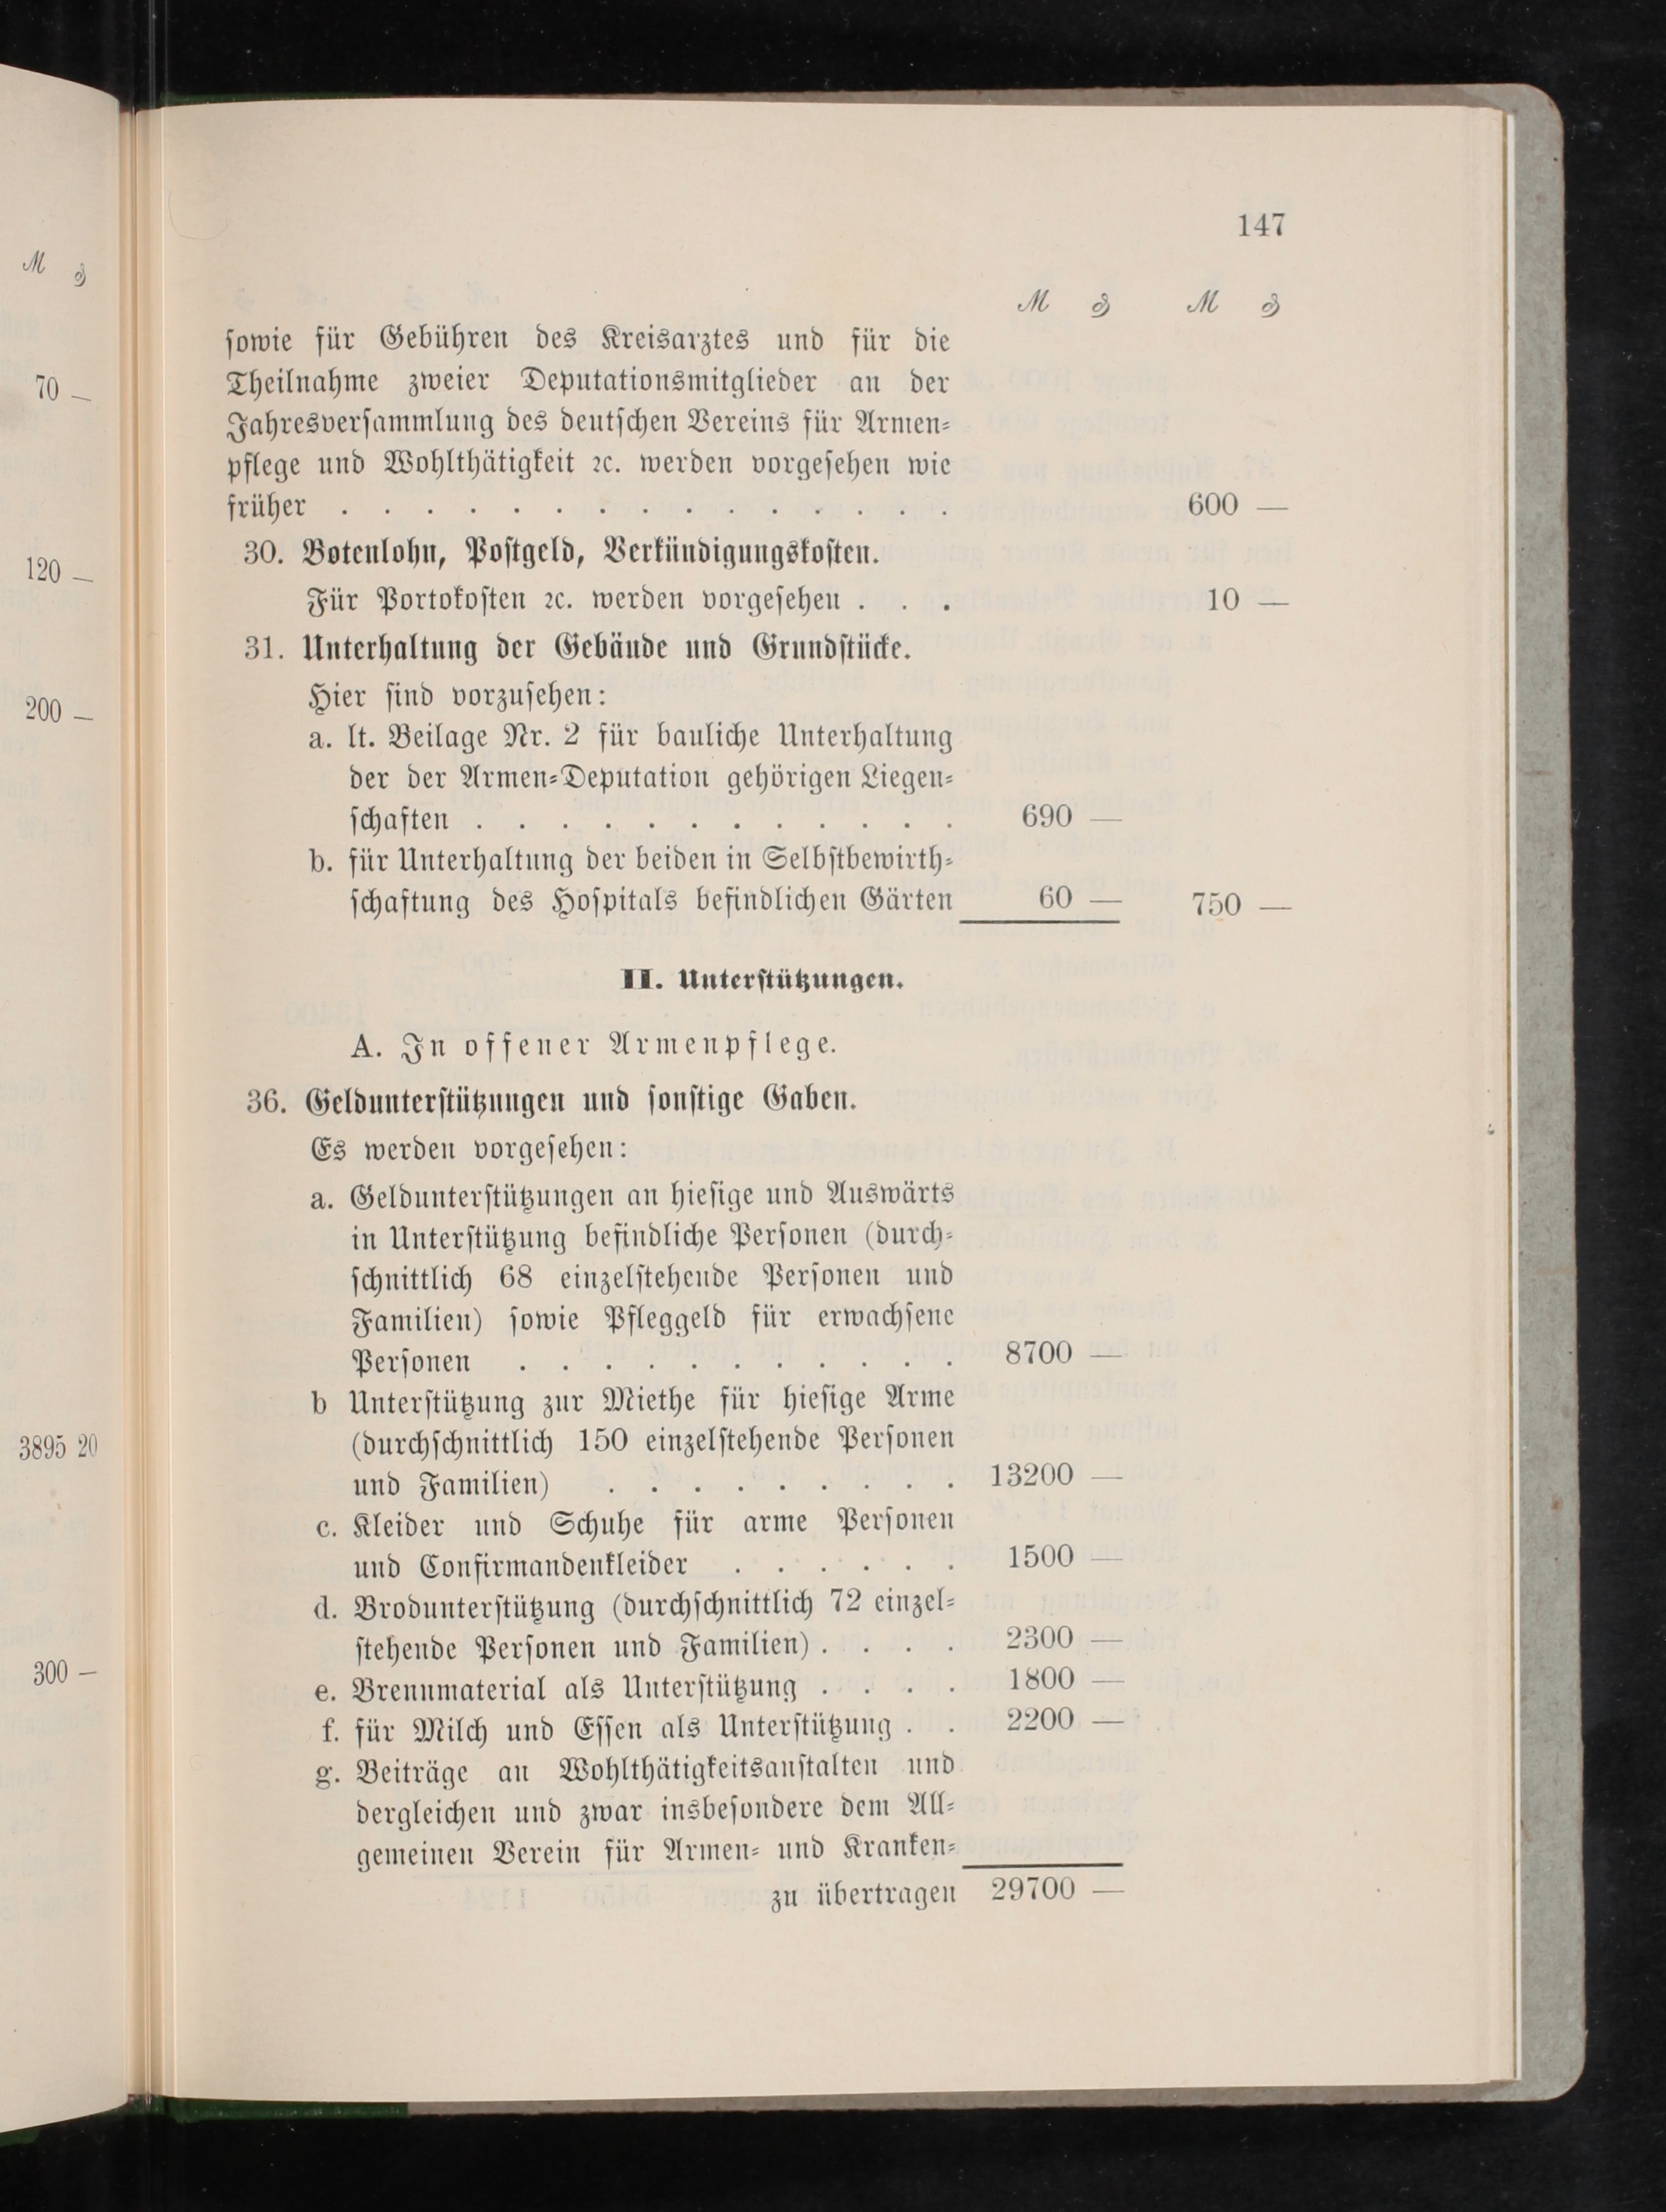 147
ℳ ₰ ℳ ₰
sowie für Gebühren des Kreisarztes und für die
Theilnahme zweier Deputationsmitglieder an der
Jahresversammlung des deutschen Vereins für Armen-
pflege und Wohlthätigkeit ꝛc. werden vorgesehen wie
früher . . . . . . . . . . . . . . . 600 —
30. Botenlohn, Postgeld, Verkündigungskosten.
Für Portokosten ꝛc. werden vorgesehen . . . 10 —
31. Unterhaltung der Gebäude und Grundstücke.
Hier sind vorzusehen:
a. lt. Beilage Nr. 2 für bauliche Unterhaltung
der der Armen-Deputation gehörigen Liegen-
schaften . . . . . . . . . . . . 690 —
b. für Unterhaltung der beiden in Selbstbewirth-
schaftung des Hospitals befindlichen Gärten 60 — 750 —
II. Unterstützungen.
A. In offener Armenpflege.
36. Geldunterstützungen und sonstige Gaben.
Es werden vorgesehen:
a. Geldunterstützungen an hiesige und Auswärts
in Unterstützung befindliche Personen (durch-
schnittlich 68 einzelstehende Personen und
Familien) sowie Pfleggeld für erwachsene
Personen . . . . . . . . . . . 8700 —
b Unterstützung zur Miethe für hiesige Arme
(durchschnittlich 150 einzelstehende Personen
und Familien) . . . . . . . . . 13200 —
c. Kleider und Schuhe für arme Personen
und Confirmandenkleider . . . . . . 1500 —
d. Brodunterstützung (durchschnittlich 72 einzel-
stehende Personen und Familien) . . . . 2300 —
e. Brennmaterial als Unterstützung . . . . 1800 —
f. für Milch und Essen als Unterstützung . . 2200 —
g. Beiträge an Wohlthätigkeitsanstalten und
dergleichen und zwar insbesondere dem All-
gemeinen Verein für Armen- und Kranken-
zu übertragen 29700 —
ℳ ₰
70 —
120 —
200 —
3895 20
300 —